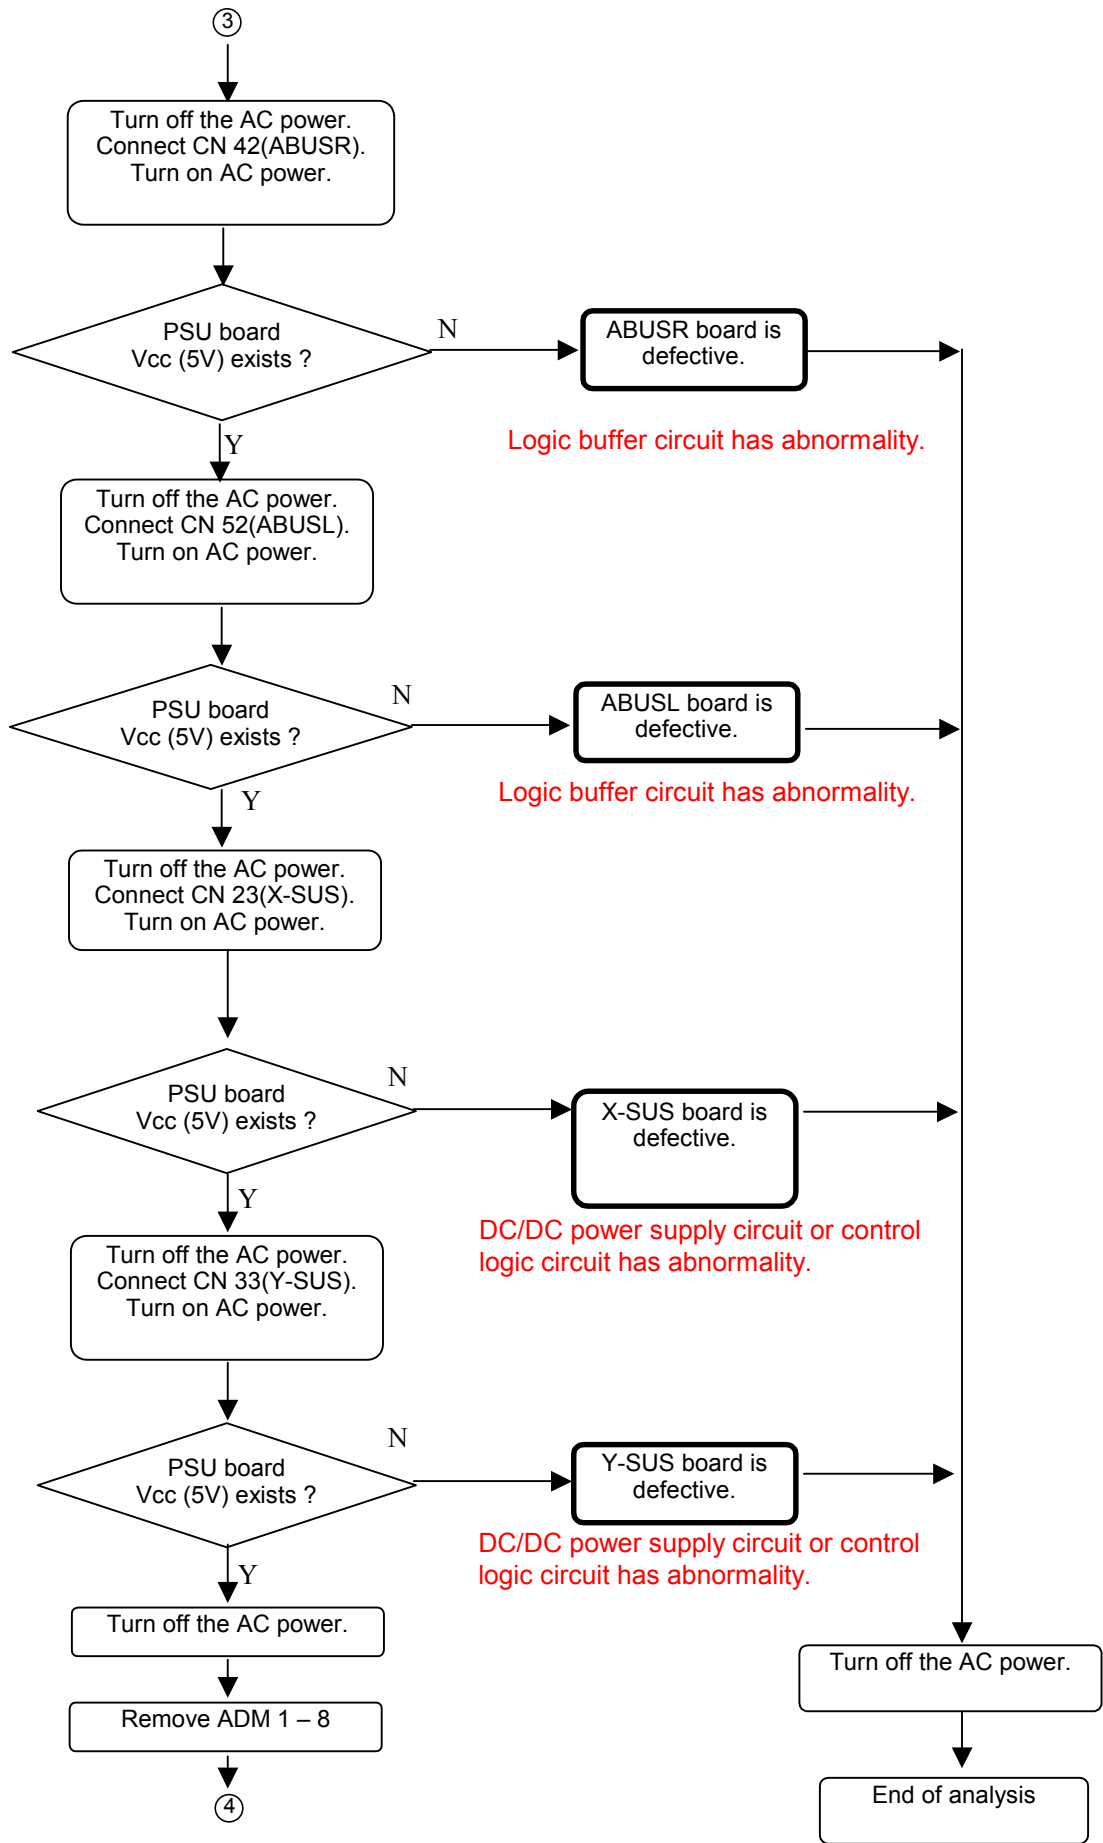 3
Turn off the AC power.
Connect CN 42(ABUSR).
Turn on AC power.
PSU board
Vcc (5V) exists ?
N
ABUSR board is
defective.
Logic buffer circuit has abnormality.
Y
Turn off the AC power.
Connect CN 52(ABUSL).
Turn on AC power.
PSU board
Vcc (5V) exists ?
N
ABUSL board is
defective.
Logic buffer circuit has abnormality.
Y
Turn off the AC power.
Connect CN 23(X-SUS).
Turn on AC power.
PSU board
Vcc (5V) exists ?
N
X-SUS board is
defective.
DC/DC power supply circuit or control
logic circuit has abnormality.
Y
Turn off the AC power.
Connect CN 33(Y-SUS).
Turn on AC power.
PSU board
Vcc (5V) exists ?
N
Y-SUS board is
defective.
DC/DC power supply circuit or control
logic circuit has abnormality.
Y
Turn off the AC power.
Remove ADM 1 – 8
4
Turn off the AC power.
End of analysis